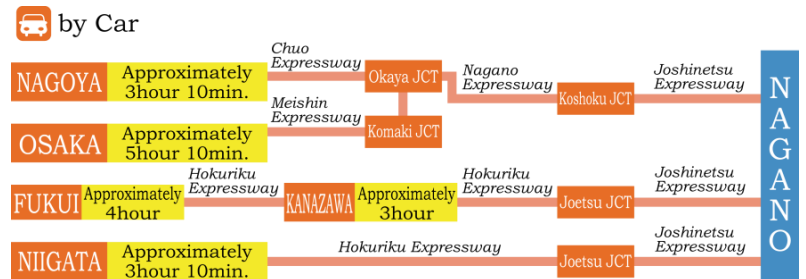 by Car
NAGOYA
Approximately
3hour 10min.
Chuo
Expressway
Okaya JCT
Nagano
Expressway
Koshoku JCT
Joshinetsu
Expressway
OSAKA
Approximately
5hour 10min.
Meishin
Expressway
Komaki JCT
FUKUI
Approximately
4hour
Hokuriku
Expressway
KANAZAWA
Approximately
3hour
Hokuriku
Expressway
Joetsu JCT
Joshinetsu
Expressway
NIIGATA
Approximately
3hour 10min.
Hokuriku Expressway
Joetsu JCT
Joshinetsu
Expressway
NAGANO